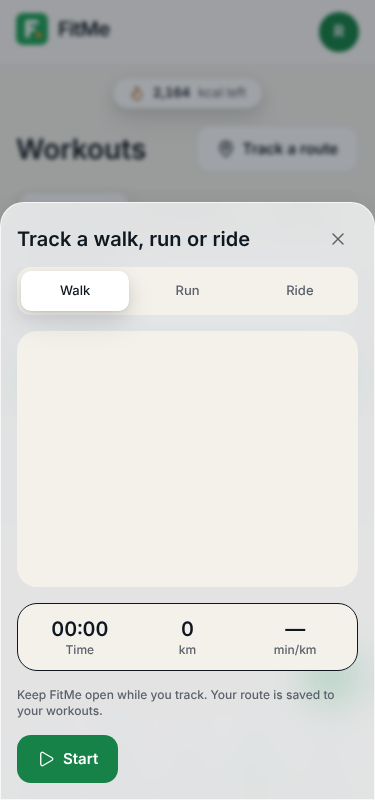 FitMe
R
2,164 kcal left
Workouts
Track a route
Track a walk, run or ride
Walk
Run
Ride
00:00
0
—
Time
km
min/km
Keep FitMe open while you track. Your route is saved to
your workouts.
Start